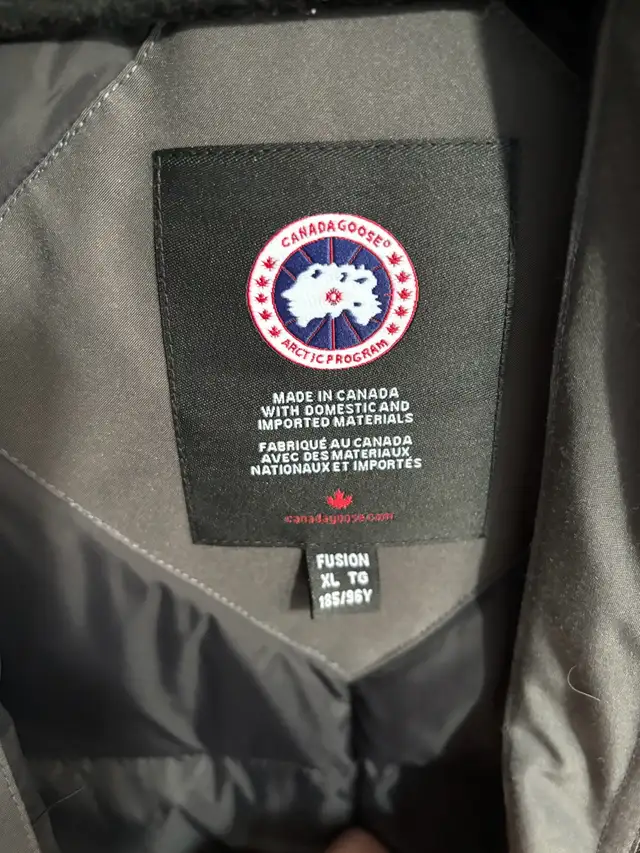 CANADA GOOSE®
ARCTIC PROGRAM
MADE IN CANADA
WITH DOMESTIC AND
IMPORTED MATERIALS
FABRIQUÉ AU CANADA
AVEC DES MATERIAUX
NATIONAUX ET IMPORTÉS
canadagoose.com
FUSION
XL TG
185/96Y